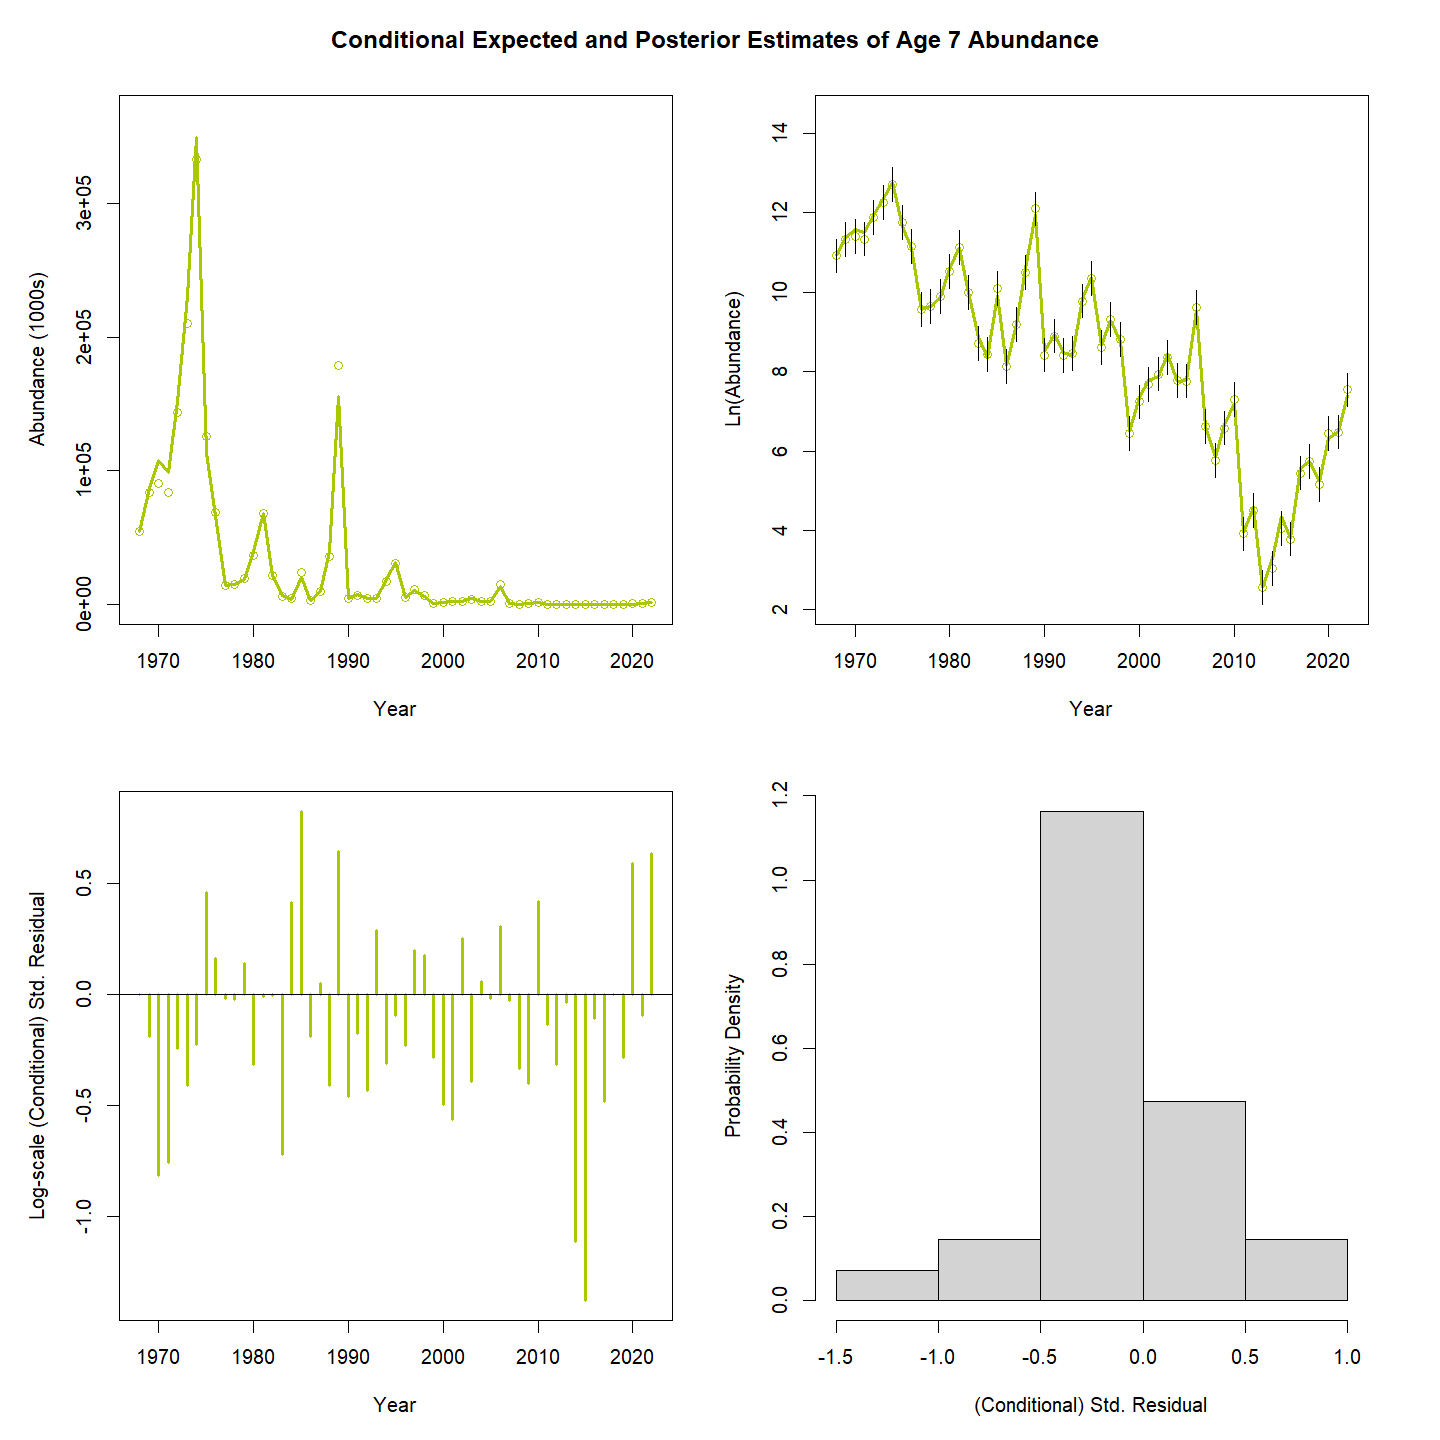 Conditional Expected and Posterior Estimates of Age 7 Abundance
Abundance (1000s)
0e+00 1e+05 2e+05 3e+05
1970 1980 1990 2000 2010 2020
Year
Ln(Abundance)
2 4 6 8 10 12 14
1970 1980 1990 2000 2010 2020
Year
Log-scale (Conditional) Std. Residual
-1.0 -0.5 0.0 0.5
1970 1980 1990 2000 2010 2020
Year
Probability Density
0.0 0.2 0.4 0.6 0.8 1.0 1.2
-1.5 -1.0 -0.5 0.0 0.5 1.0
(Conditional) Std. Residual